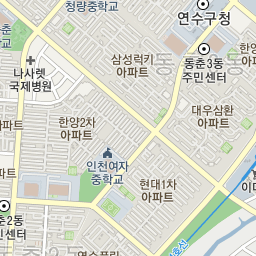 청량중학교
연수구청
동춘
나사렛
국제병원
삼성럭키
아파트
동춘3동
주민센터
한양2차
아파트
대우삼환
아파트
아파트
인천여자
중학교
현대1차
아파트
춘2동
민센터